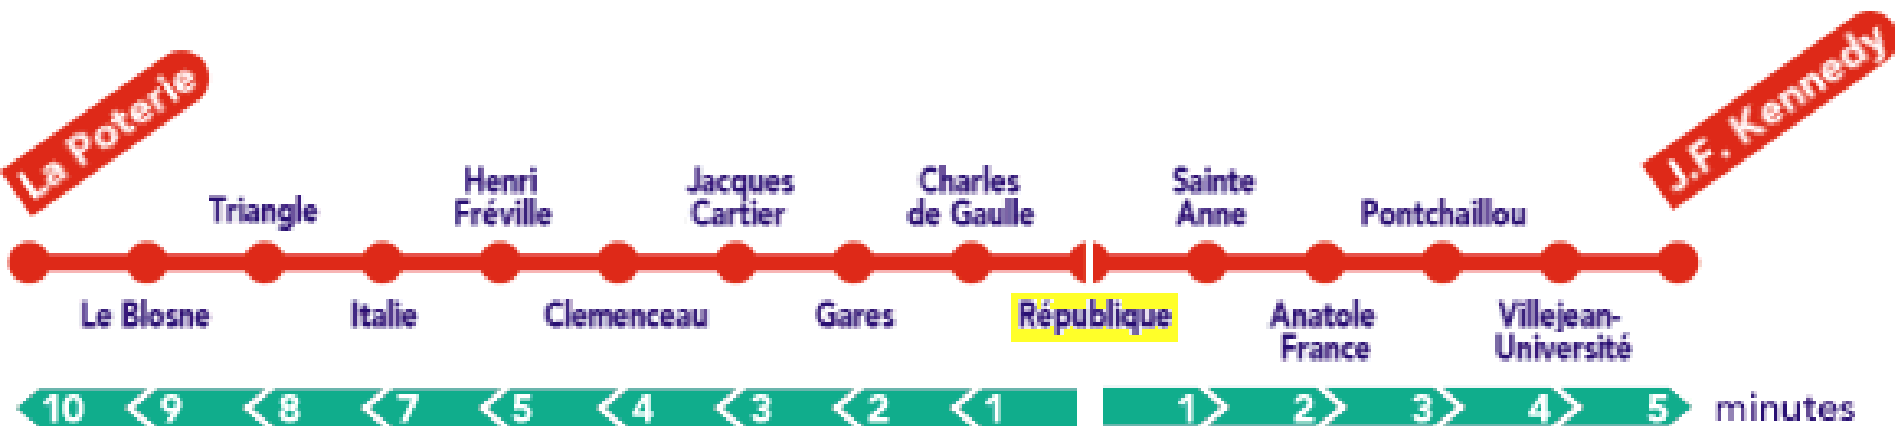 La Poterie
J.F. Kennedy
Triangle
Henri
Fréville
Jacques
Cartier
Charles
de Gaulle
Sainte
Anne
Pontchaillou
Le Blosne
Italie
Clemenceau
Gares
République
Anatole
France
Villejean-
Université
10 9 8 7 5 4 3 2 1 1 2 3 4 5 minutes